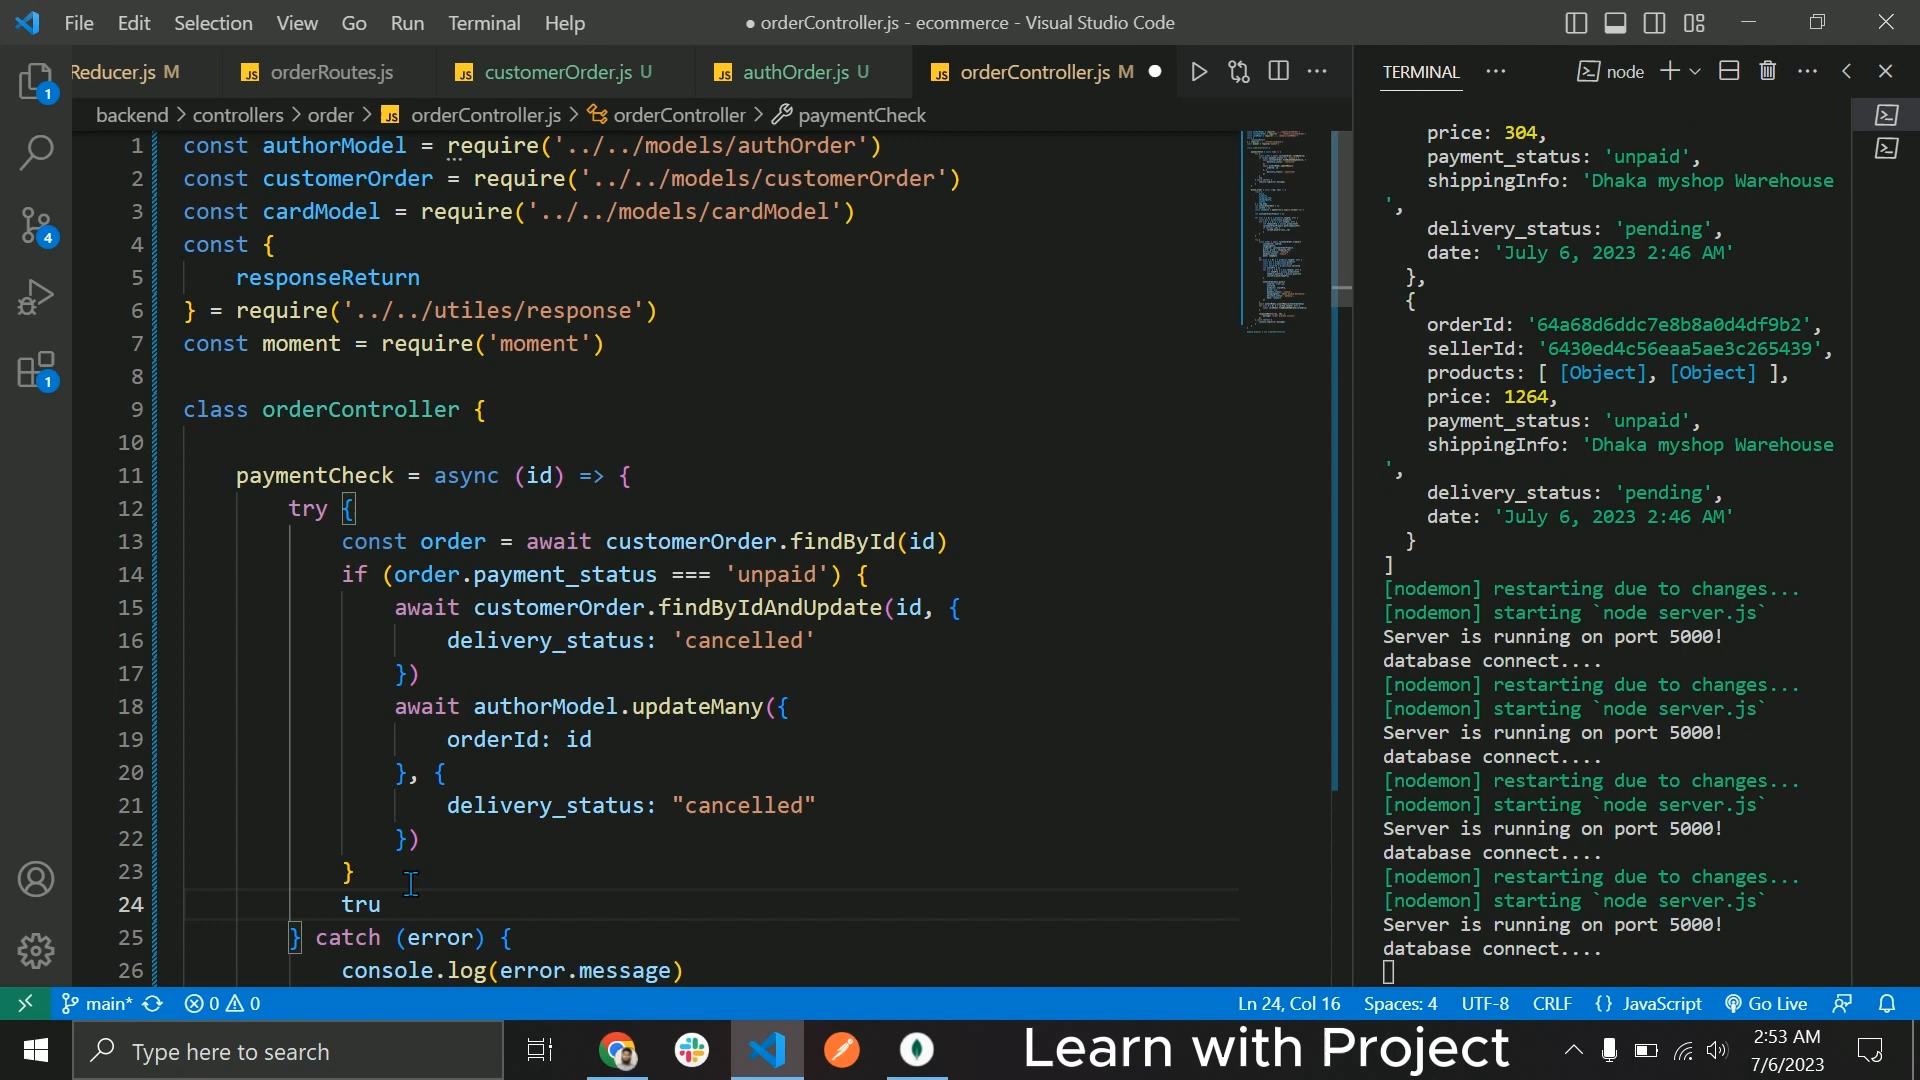 File Edit Selection View Go Run Terminal Help
● orderController.js - ecommerce - Visual Studio Code
Reducer.js M
JS orderRoutes.js
JS customerOrder.js U
JS authOrder.js U
JS orderController.js M
backend > controllers > order > JS orderController.js > orderController > paymentCheck
1 const authorModel = require('../../models/authOrder')
2 const customerOrder = require('../../models/customerOrder')
3 const cardModel = require('../../models/cardModel')
4 const {
5 responseReturn
6 } = require('../../utiles/response')
7 const moment = require('moment')
8
9 class orderController {
10
11 paymentCheck = async (id) => {
12 try {
13 const order = await customerOrder.findById(id)
14 if (order.payment_status === 'unpaid') {
15 await customerOrder.findByIdAndUpdate(id, {
16 delivery_status: 'cancelled'
17 })
18 await authorModel.updateMany({
19 orderId: id
20 }, {
21 delivery_status: "cancelled"
22 })
23 }
24 tru
25 } catch (error) {
26 console.log(error.message)
1
4
1
TERMINAL
node
price: 304,
payment_status: 'unpaid',
shippingInfo: 'Dhaka myshop Warehouse
',
delivery_status: 'pending',
date: 'July 6, 2023 2:46 AM'
},
{
orderId: '64a68d6ddc7e8b8a0d4df9b2',
sellerId: '6430ed4c56eaa5ae3c265439',
products: [ [Object], [Object] ],
price: 1264,
payment_status: 'unpaid',
shippingInfo: 'Dhaka myshop Warehouse
',
delivery_status: 'pending',
date: 'July 6, 2023 2:46 AM'
}
]
[nodemon] restarting due to changes...
[nodemon] starting `node server.js`
Server is running on port 5000!
database connect....
[nodemon] restarting due to changes...
[nodemon] starting `node server.js`
Server is running on port 5000!
database connect....
[nodemon] restarting due to changes...
[nodemon] starting `node server.js`
Server is running on port 5000!
database connect....
[nodemon] restarting due to changes...
[nodemon] starting `node server.js`
Server is running on port 5000!
database connect....
main* 0 0
Ln 24, Col 16 Spaces: 4 UTF-8 CRLF {} JavaScript Go Live
Type here to search
Learn with Project
2:53 AM
7/6/2023